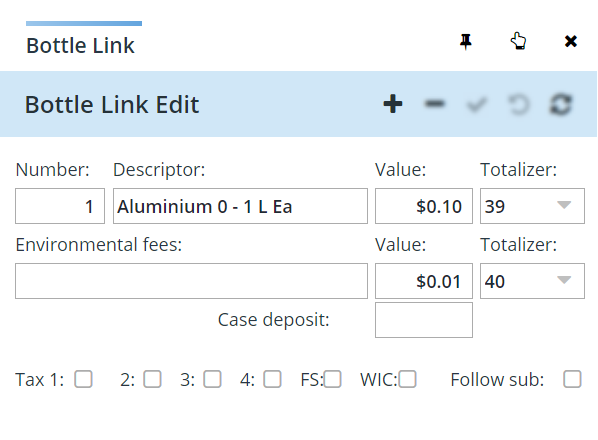 Bottle Link
Bottle Link Edit
Number: Descriptor: Value: Totalizer:
1 Aluminium 0 - 1 L Ea $0.10 39
Environmental fees: Value: Totalizer:
$0.01 40
Case deposit:
Tax 1: 2: 3: 4: FS: WIC: Follow sub: